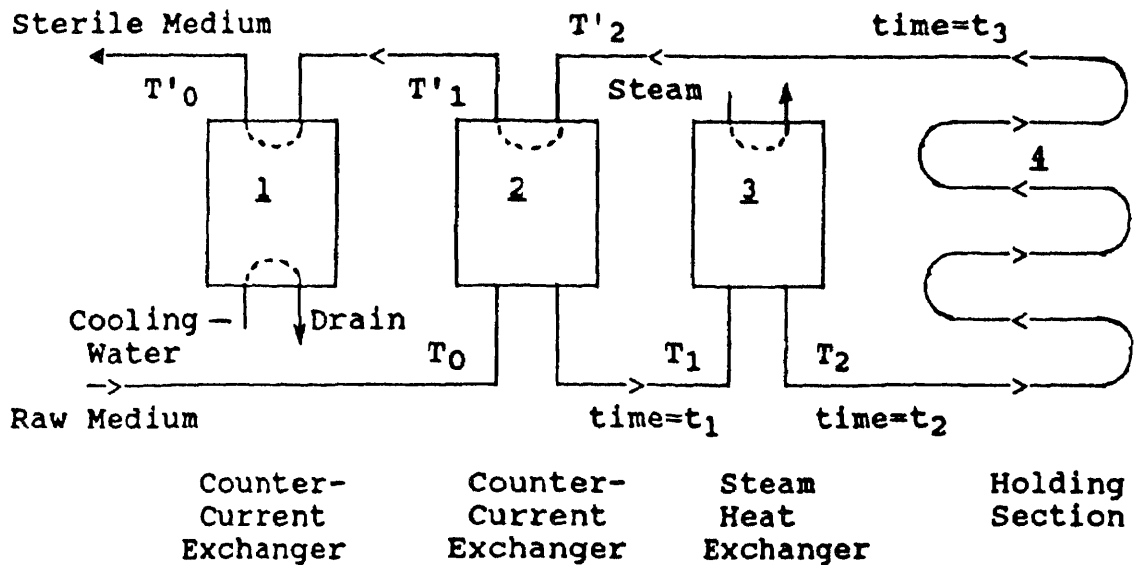 Sterile Medium
T'2
time=t3
T'0
T'1
Steam
1
2
3
4
Cooling
Water
Drain
T0
T1
T2
Raw Medium
time=t1
time=t2
Counter-
Current
Exchanger
Counter-
Current
Exchanger
Steam
Heat
Exchanger
Holding
Section